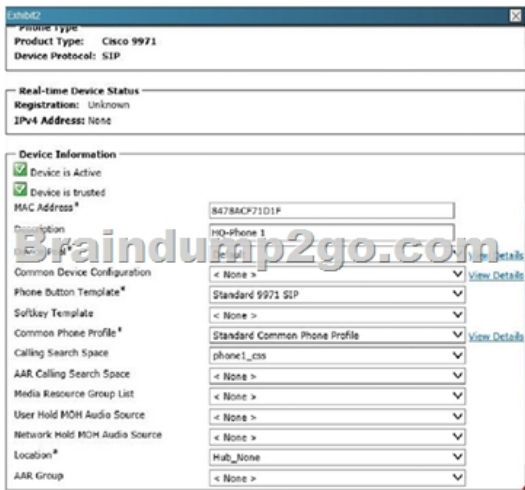 Exhibit2
Phone Type
Product Type: Cisco 9971
Device Protocol: SIP
Real-time Device Status
Registration: Unknown
IPv4 Address: None
Device Information
Device is Active
Device is trusted
MAC Address* 8478ACF71D1F
Description HQ-Phone 1
Braindump2go.com
View Details
Common Device Configuration < None > View Details
Phone Button Template* Standard 9971 SIP
Softkey Template < None >
Common Phone Profile* Standard Common Phone Profile View Details
Calling Search Space phone1_css
AAR Calling Search Space < None >
Media Resource Group List < None >
User Hold MOH Audio Source < None >
Network Hold MOH Audio Source < None >
Location* Hub_None
AAR Group < None >